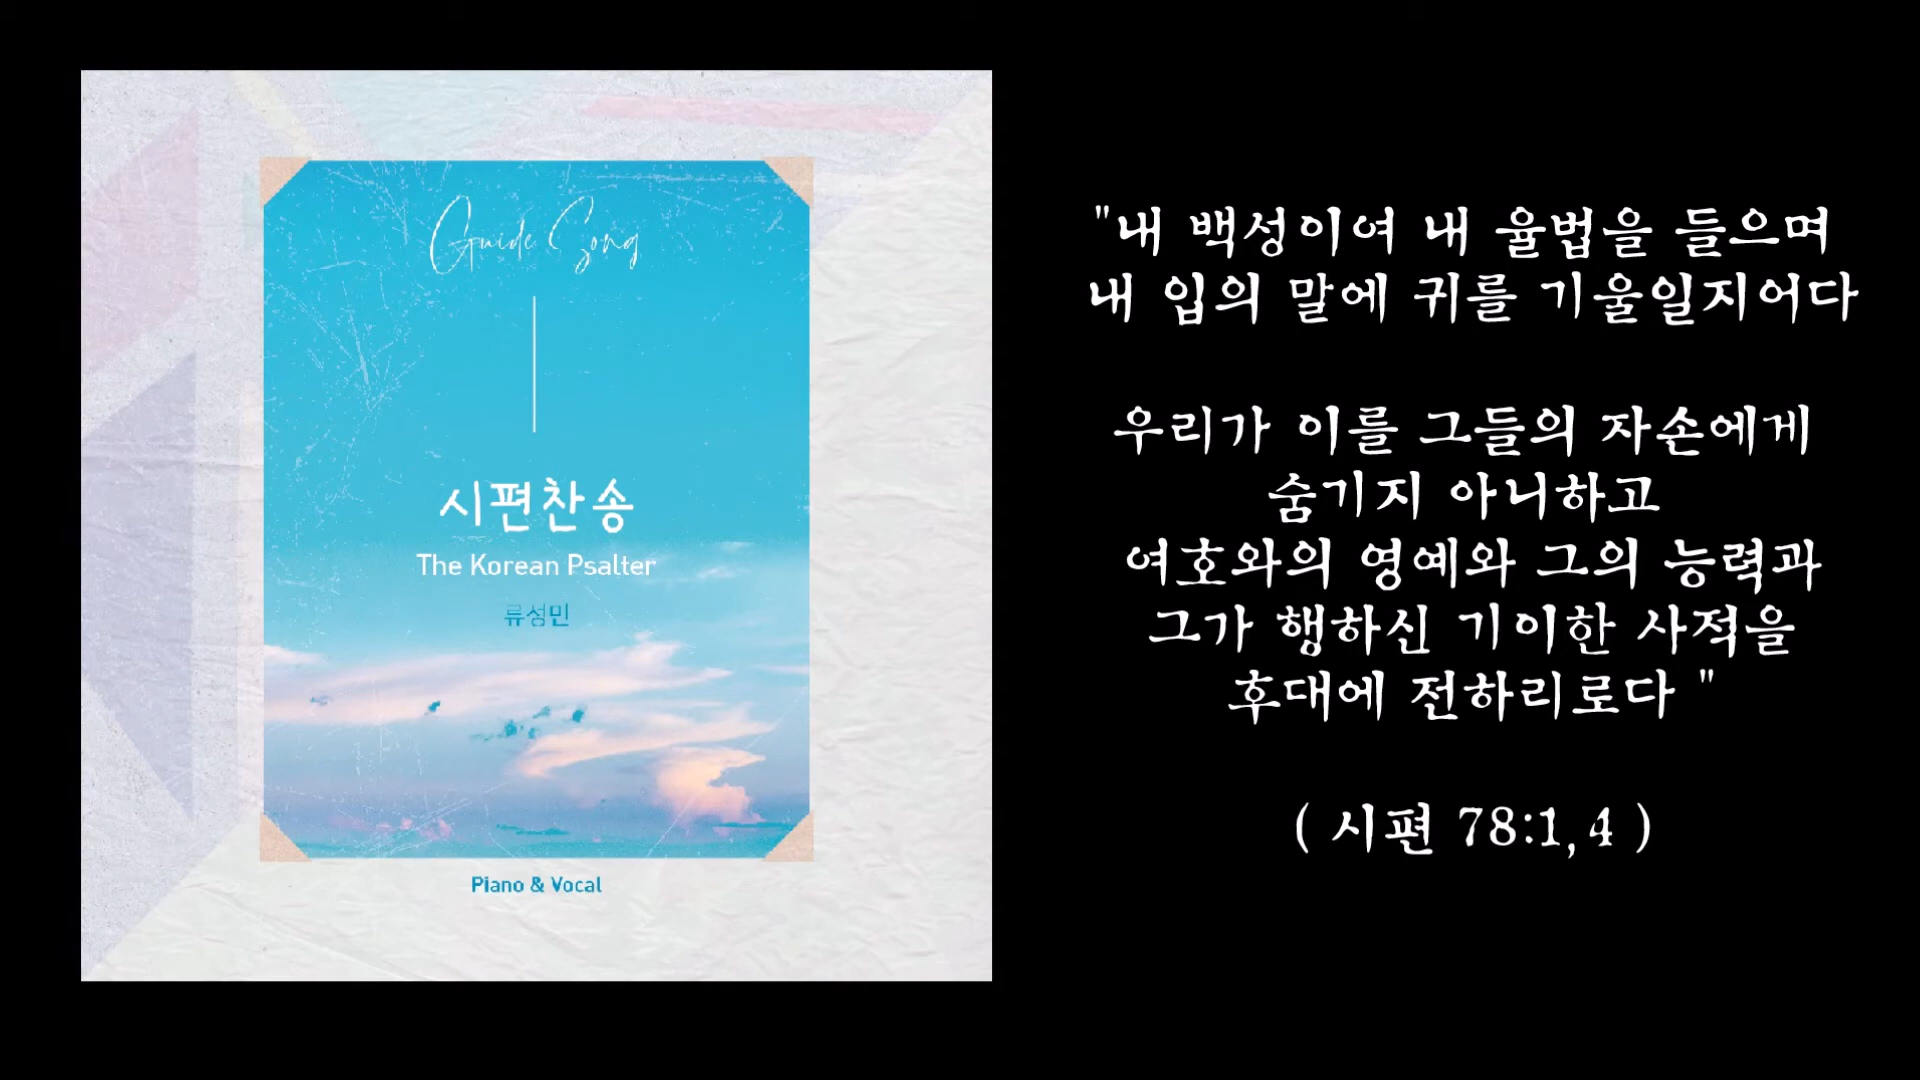 Guide Song
시편찬송
The Korean Psalter
류성민
Piano & Vocal
"내 백성이여 내 율법을 들으며
내 입의 말에 귀를 기울일지어다
우리가 이를 그들의 자손에게
숨기지 아니하고
여호와의 영예와 그의 능력과
그가 행하신 기이한 사적을
후대에 전하리로다 "
( 시편 78:1,4 )